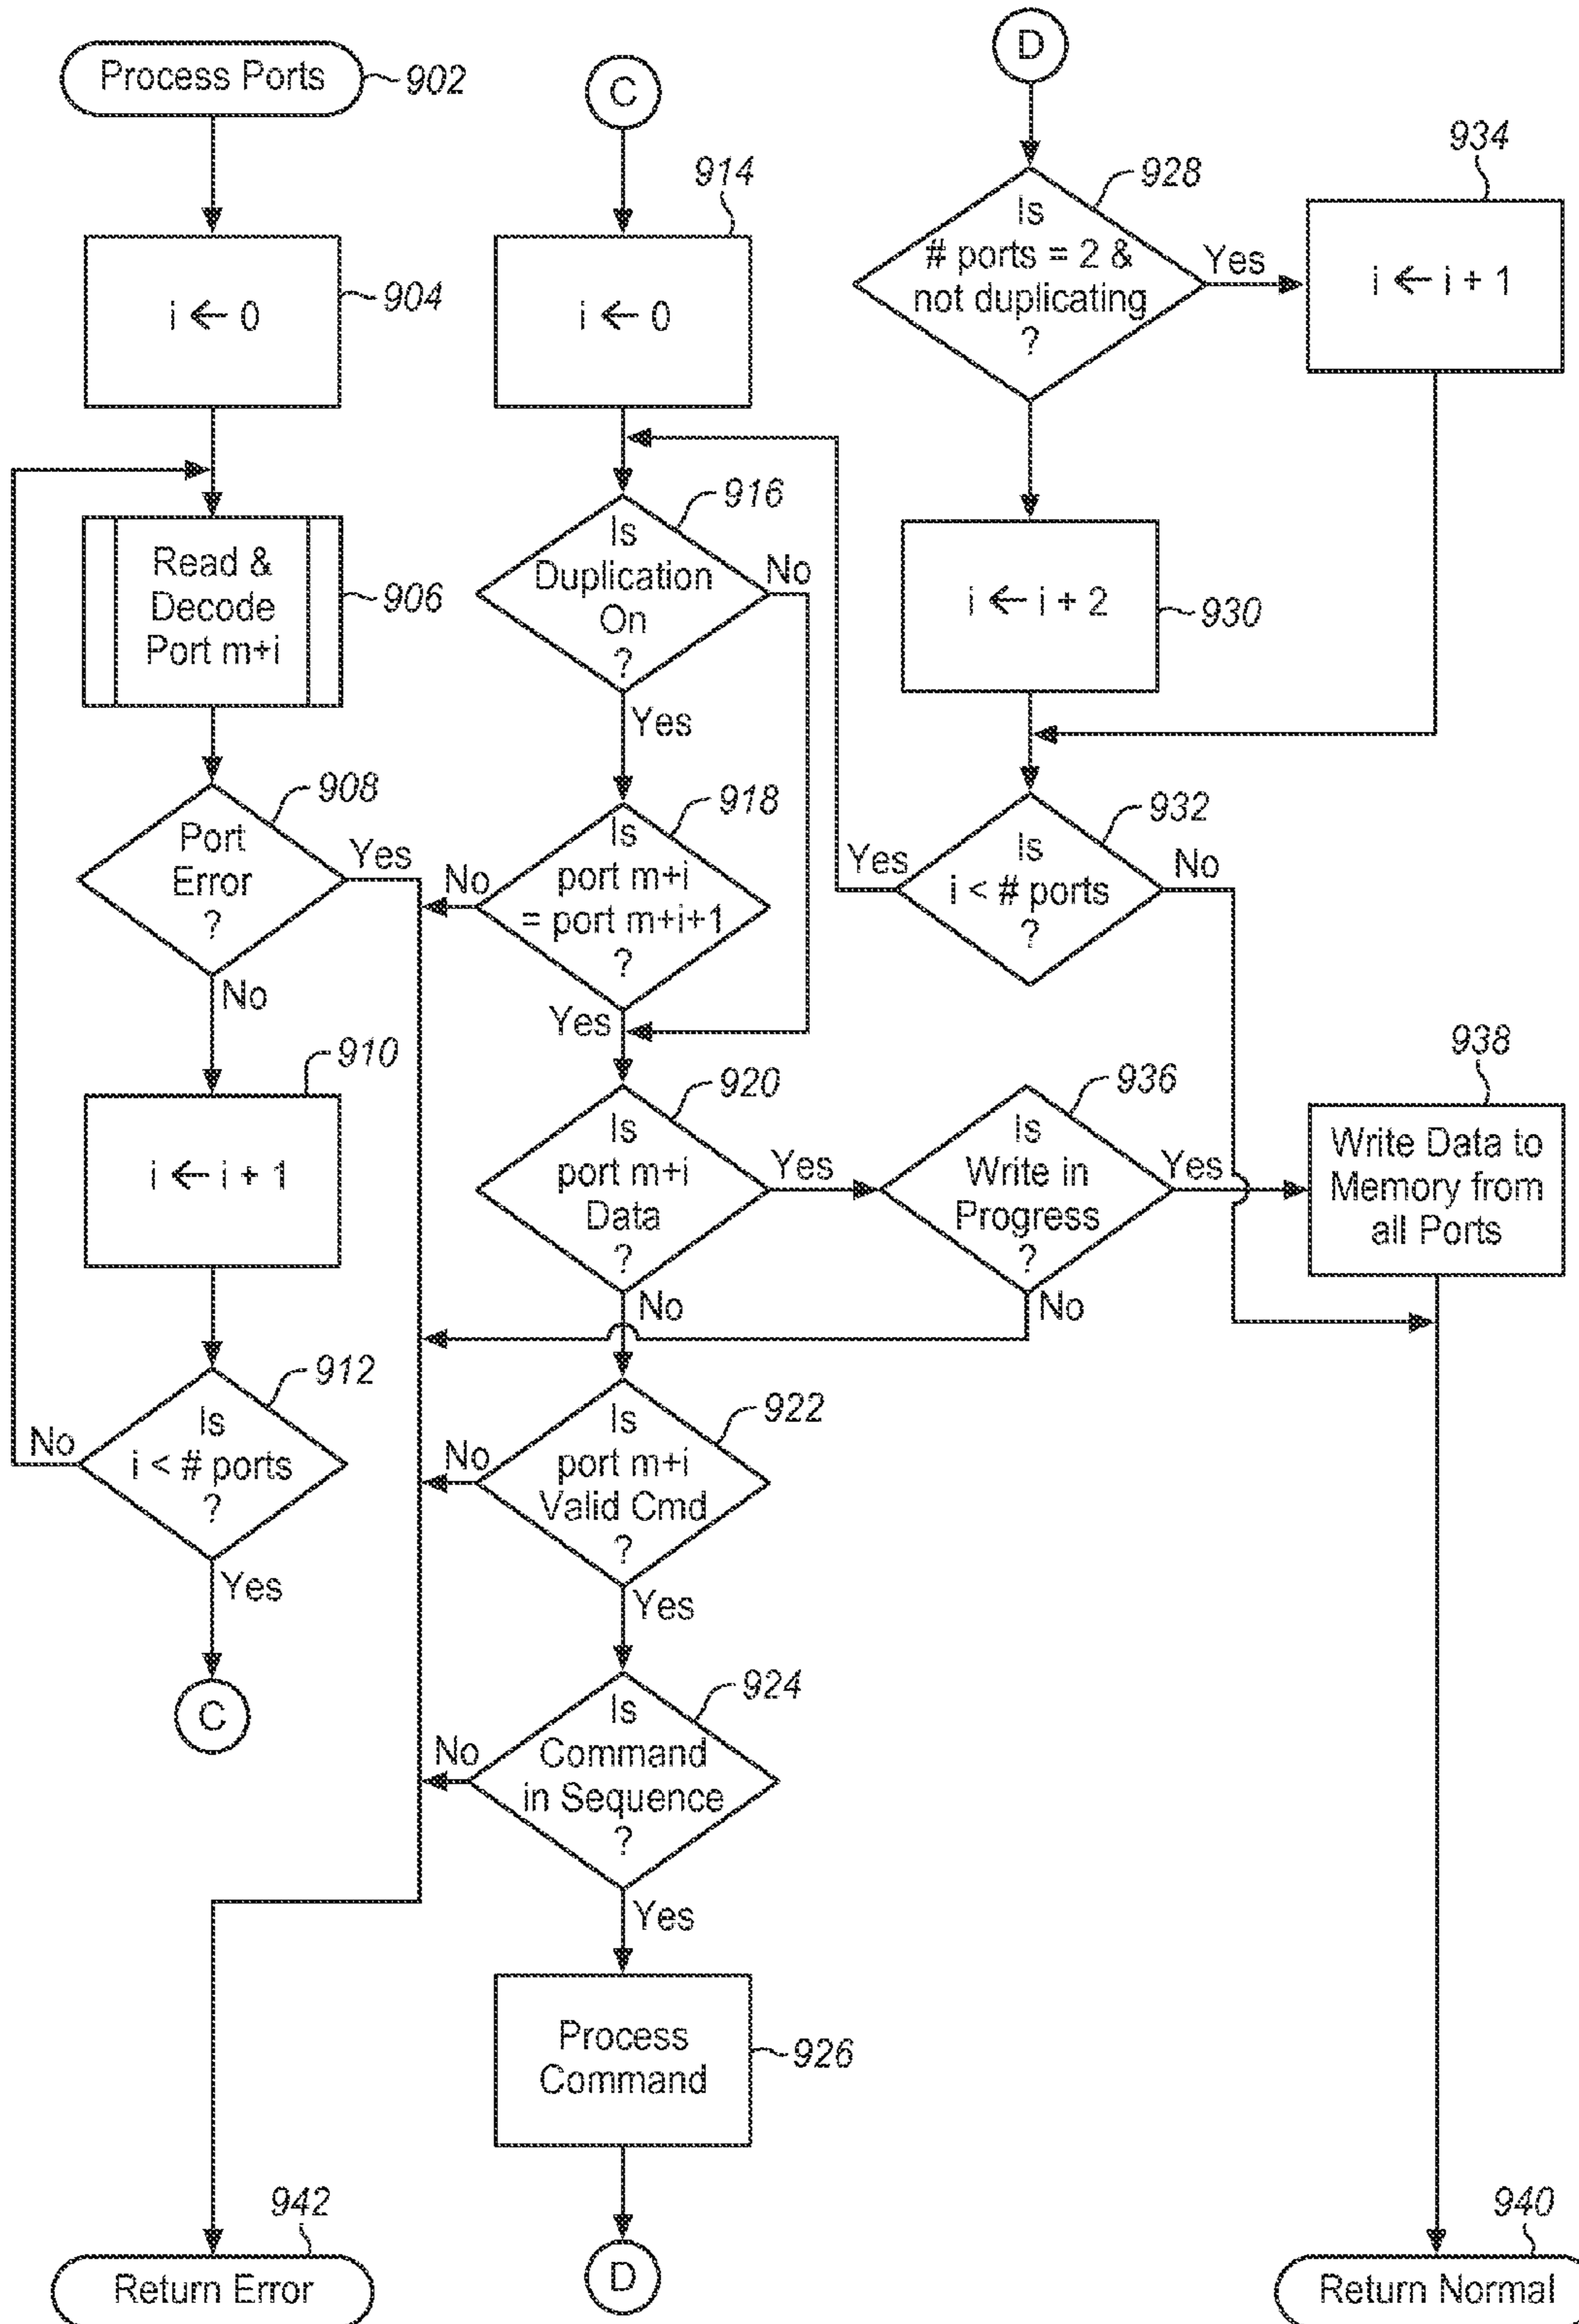 Process Ports
902
i ← 0
904
Read &
Decode
Port m+i
906
Port
Error
?
908
Yes
No
i ← i + 1
910
Is
i < # ports
?
912
No
Yes
C
C
i ← 0
914
Is
Duplication
On
?
916
No
Yes
Is
port m+i
= port m+i+1
?
918
No
Yes
Is
port m+i
Data
?
920
Yes
No
Is
port m+i
Valid Cmd
?
922
No
Yes
Is
Command
in Sequence
?
924
No
Yes
Process
Command
926
D
D
Is
# ports = 2 &
not duplicating
?
928
Yes
i ← i + 1
934
i ← i + 2
930
Is
i < # ports
?
932
Yes
No
Is
Write in
Progress
?
936
Yes
No
Write Data to
Memory from
all Ports
938
Return Error
942
Return Normal
940